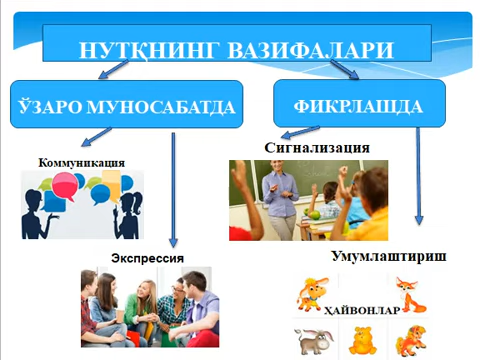 НУТҚНИНГ ВАЗИФАЛАРИ
ЎЗАРО МУНОСАБАТДА
ФИКРЛАШДА
Коммуникация
Сигнализация
Экспрессия
Умумлаштириш
ҲАЙВОНЛАР